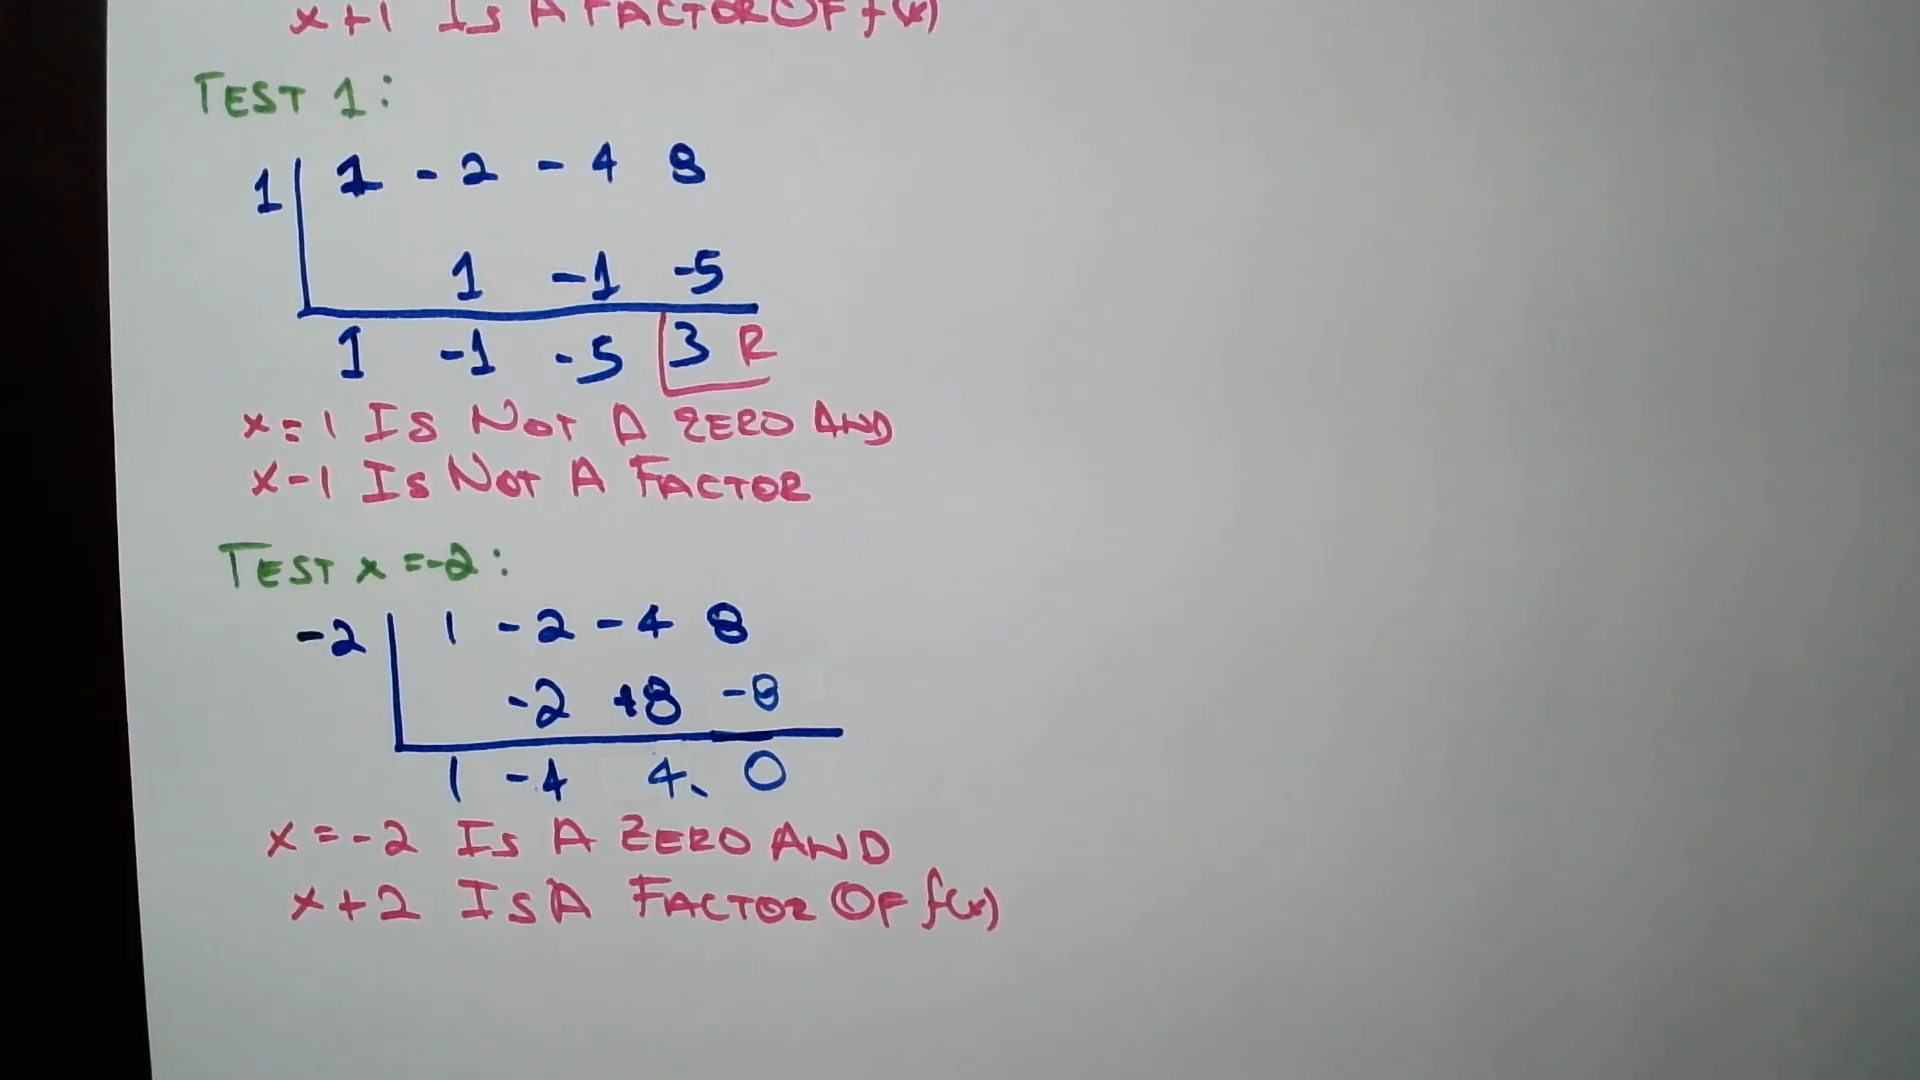 x+1 IS A FACTOR OF f(x)
TEST 1:
1 | 1 -2 -4 8
1 -1 -5
1 -1 -5 3 R
x=1 IS NOT A ZERO AND
x-1 IS NOT A FACTOR
TEST x=-2:
-2 | 1 -2 -4 8
-2 +8 -8
1 -4 4 0
x=-2 IS A ZERO AND
x+2 IS A FACTOR OF f(x)